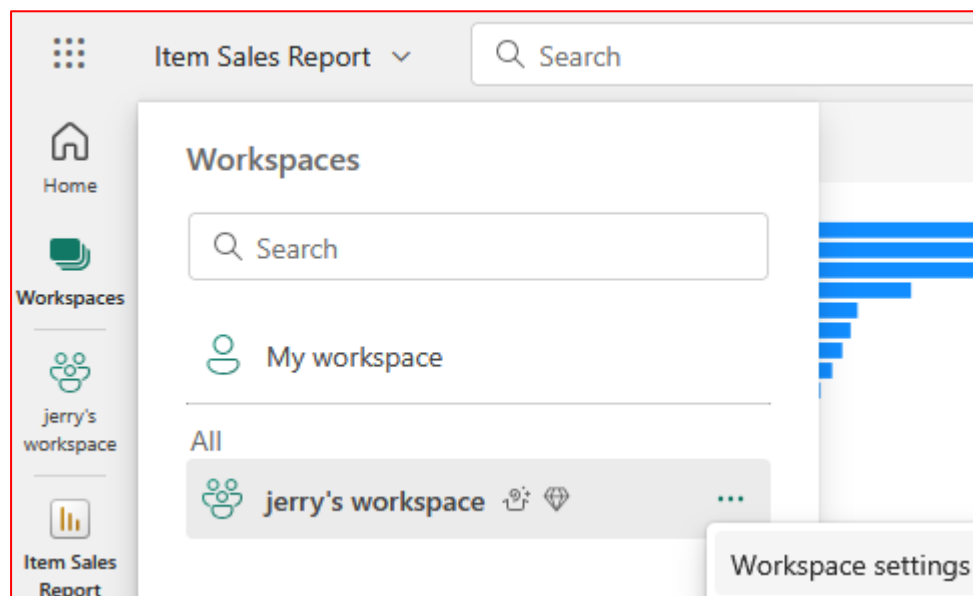 Item Sales Report
Search
Home
Workspaces
jerry's
workspace
Item Sales
Report
Workspaces
Search
My workspace
All
jerry's workspace
Workspace settings